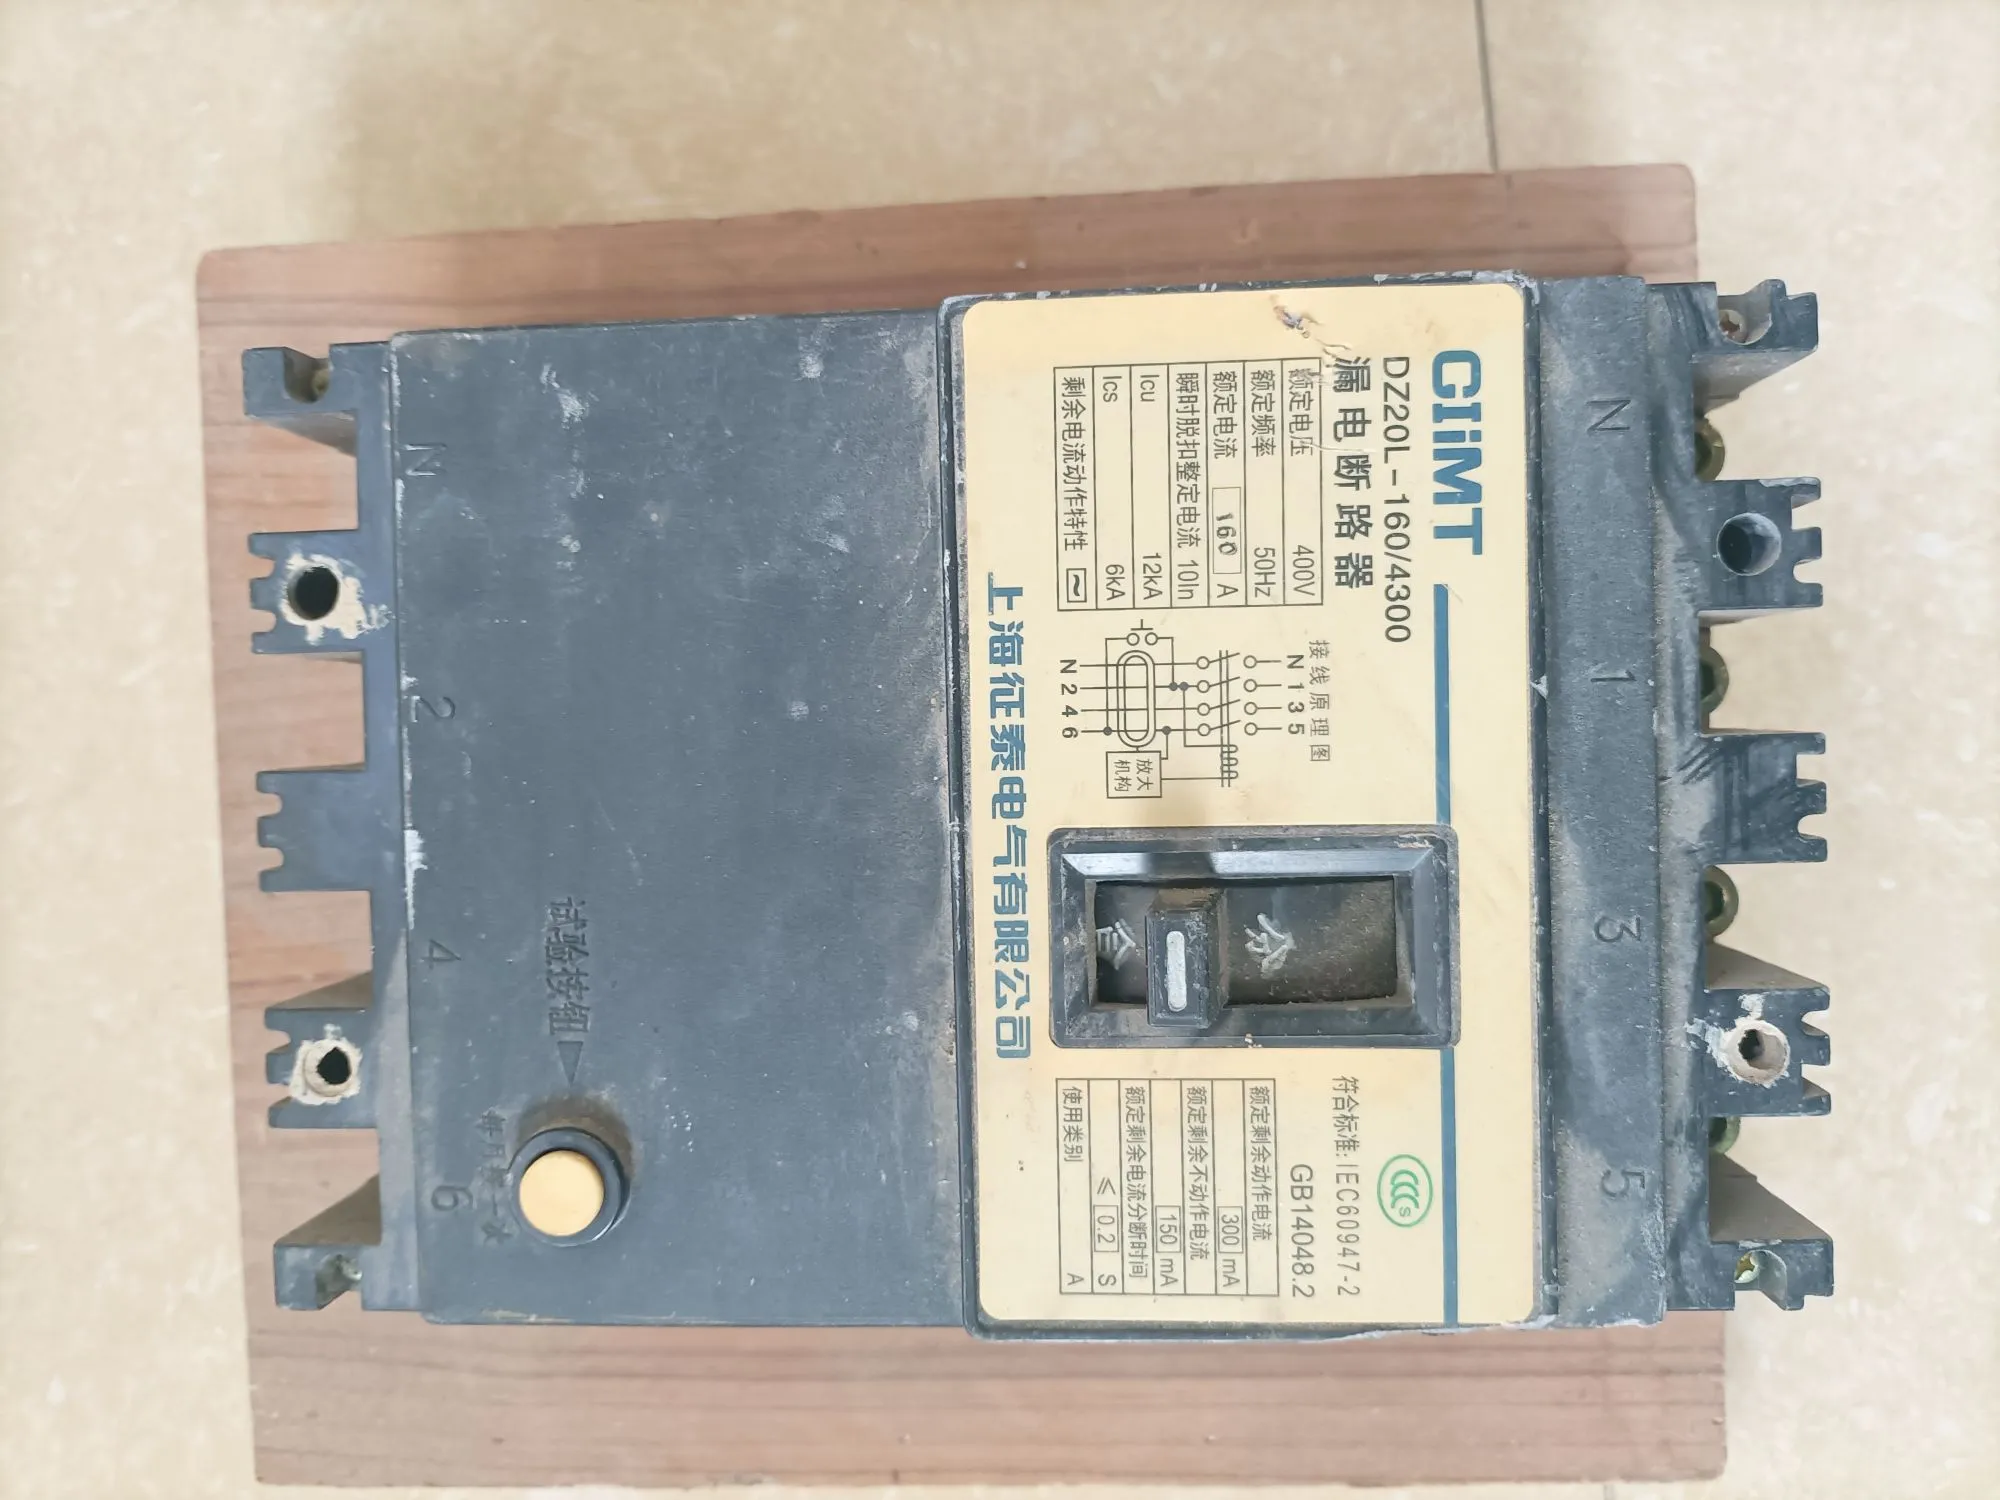 N 1 3 5
CIiMT
DZ20L-160/4300
漏电断路器
额定电压 400V
额定频率 50Hz
额定电流 160 A
瞬时脱扣整定电流 10In
Icu 12kA
Ics 6kA
剩余电流动作特性 ~
接线原理图
N 1 3 5
放大
机构
N 2 4 6
分
合
CCC S
符合标准:IEC60947-2
GB14048.2
额定剩余动作电流
300 mA
额定剩余不动作电流
150 mA
额定剩余电流分断时间
≤ 0.2 S
使用类别 A
上海征泰电气有限公司
试验按钮
每月按一次
N 2 4 6